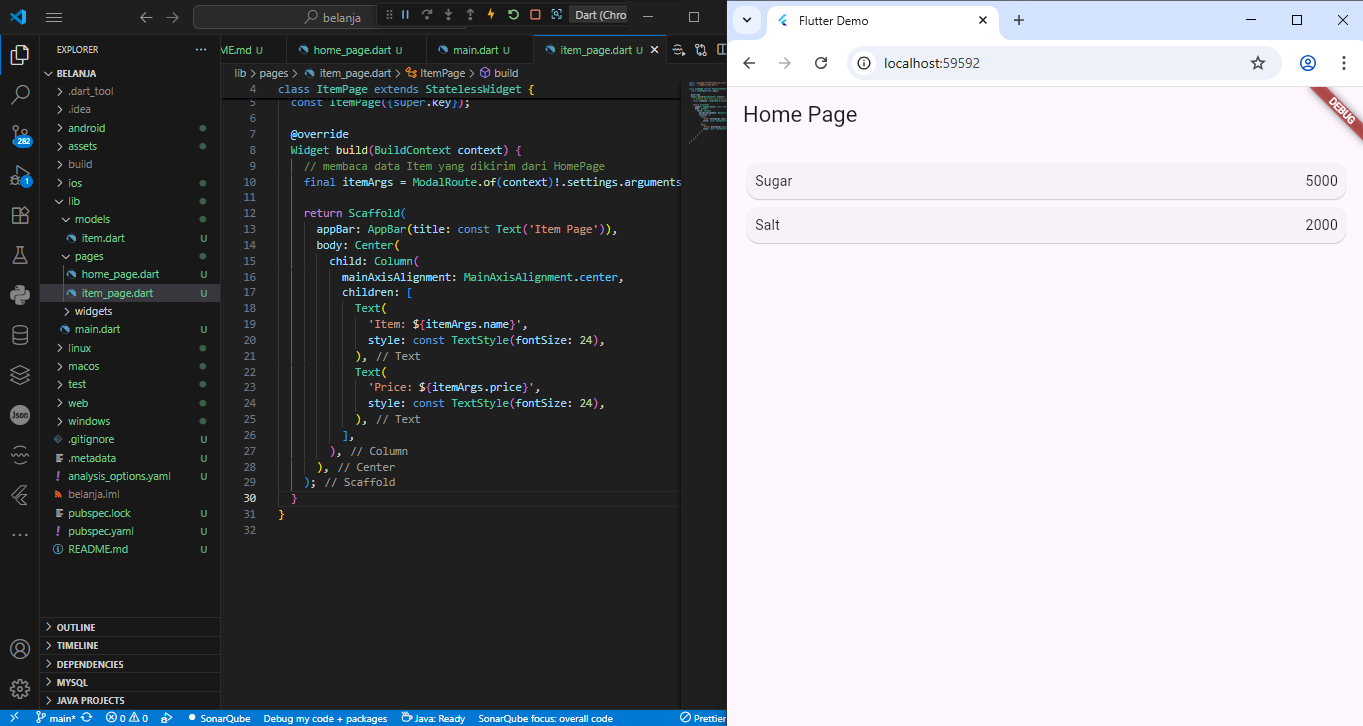 belanja
Dart (Chro
EXPLORER
BELANJA
.dart_tool
.idea
android
assets
build
ios
lib
models
item.dart U
pages
home_page.dart U
item_page.dart U
widgets
main.dart U
linux
macos
test
web
windows
.gitignore U
.metadata U
analysis_options.yaml U
belanja.iml
pubspec.lock U
pubspec.yaml U
README.md U
OUTLINE
TIMELINE
DEPENDENCIES
MYSQL
JAVA PROJECTS
282
1
Json
ME.md U
home_page.dart U
main.dart U
item_page.dart U
lib > pages > item_page.dart > ItemPage > build
4 class ItemPage extends StatelessWidget {
5 const ItemPage({super.key});
6
7 @override
8 Widget build(BuildContext context) {
9 // membaca data Item yang dikirim dari HomePage
10 final itemArgs = ModalRoute.of(context)!.settings.arguments
11
12 return Scaffold(
13 appBar: AppBar(title: const Text('Item Page')),
14 body: Center(
15 child: Column(
16 mainAxisAlignment: MainAxisAlignment.center,
17 children: [
18 Text(
19 'Item: ${itemArgs.name}',
20 style: const TextStyle(fontSize: 24),
21 ), // Text
22 Text(
23 'Price: ${itemArgs.price}',
24 style: const TextStyle(fontSize: 24),
25 ), // Text
26 ],
27 ), // Column
28 ), // Center
29 ); // Scaffold
30 }
31 }
32
main* 0 0 SonarQube Debug my code + packages Java: Ready SonarQube focus: overall code Prettier
Flutter Demo
localhost:59592
DEBUG
Home Page
Sugar 5000
Salt 2000